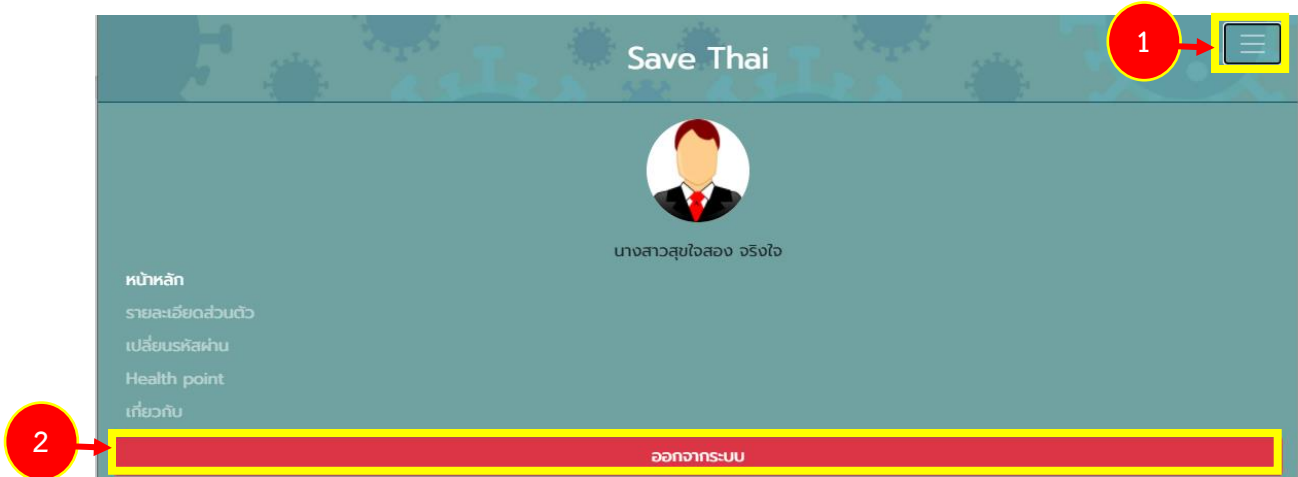 1
Save Thai
นางสาวสุขใจสอง จริงใจ
หน้าหลัก
รายละเอียดส่วนตัว
เปลี่ยนรหัสผ่าน
Health point
เกี่ยวกับ
2
ออกจากระบบ